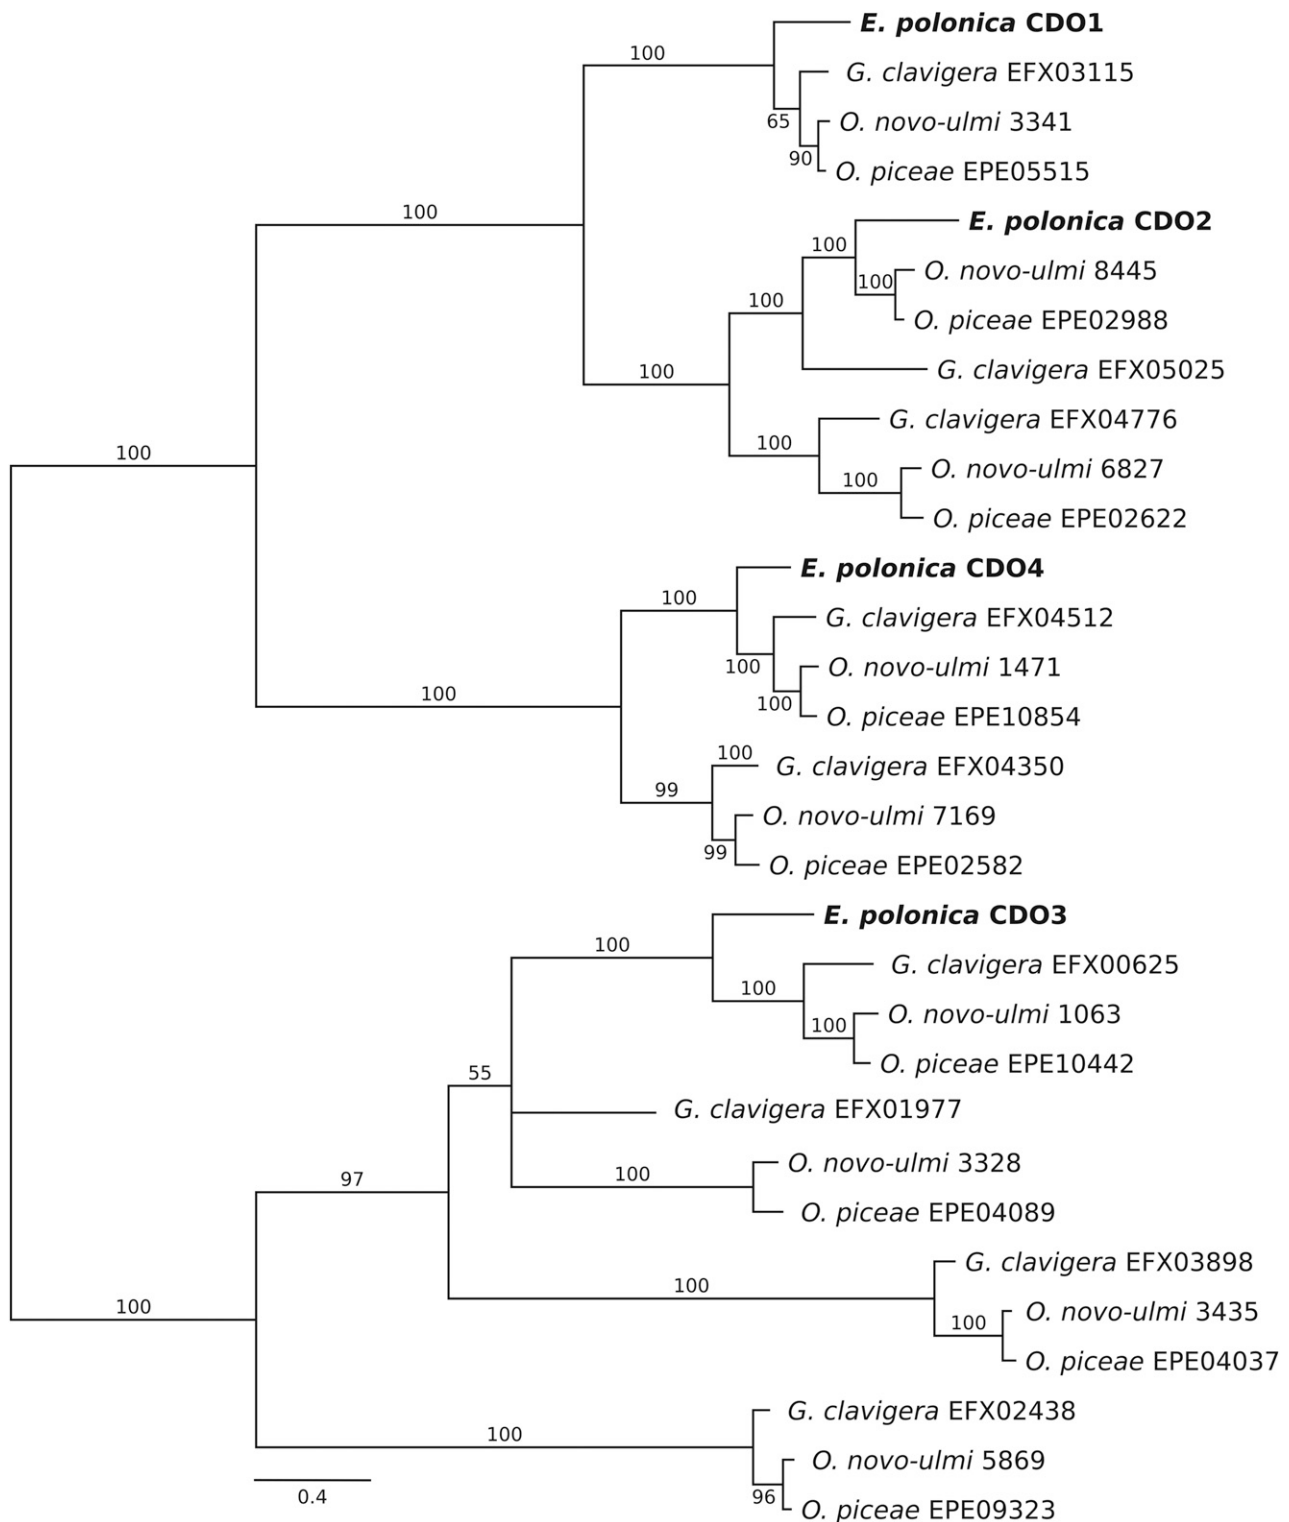 E. polonica CDO1
100
G. clavigera EFX03115
65
O. novo-ulmi 3341
90
O. piceae EPE05515
100
E. polonica CDO2
100
O. novo-ulmi 8445
100
O. piceae EPE02988
100
G. clavigera EFX05025
100
G. clavigera EFX04776
100
100
O. novo-ulmi 6827
100
O. piceae EPE02622
E. polonica CDO4
100
G. clavigera EFX04512
100
O. novo-ulmi 1471
100
100
O. piceae EPE10854
100
G. clavigera EFX04350
99
O. novo-ulmi 7169
99
O. piceae EPE02582
E. polonica CDO3
100
G. clavigera EFX00625
100
O. novo-ulmi 1063
100
O. piceae EPE10442
55
G. clavigera EFX01977
O. novo-ulmi 3328
100
97
O. piceae EPE04089
G. clavigera EFX03898
100
100
O. novo-ulmi 3435
100
O. piceae EPE04037
G. clavigera EFX02438
100
O. novo-ulmi 5869
96
0.4
O. piceae EPE09323